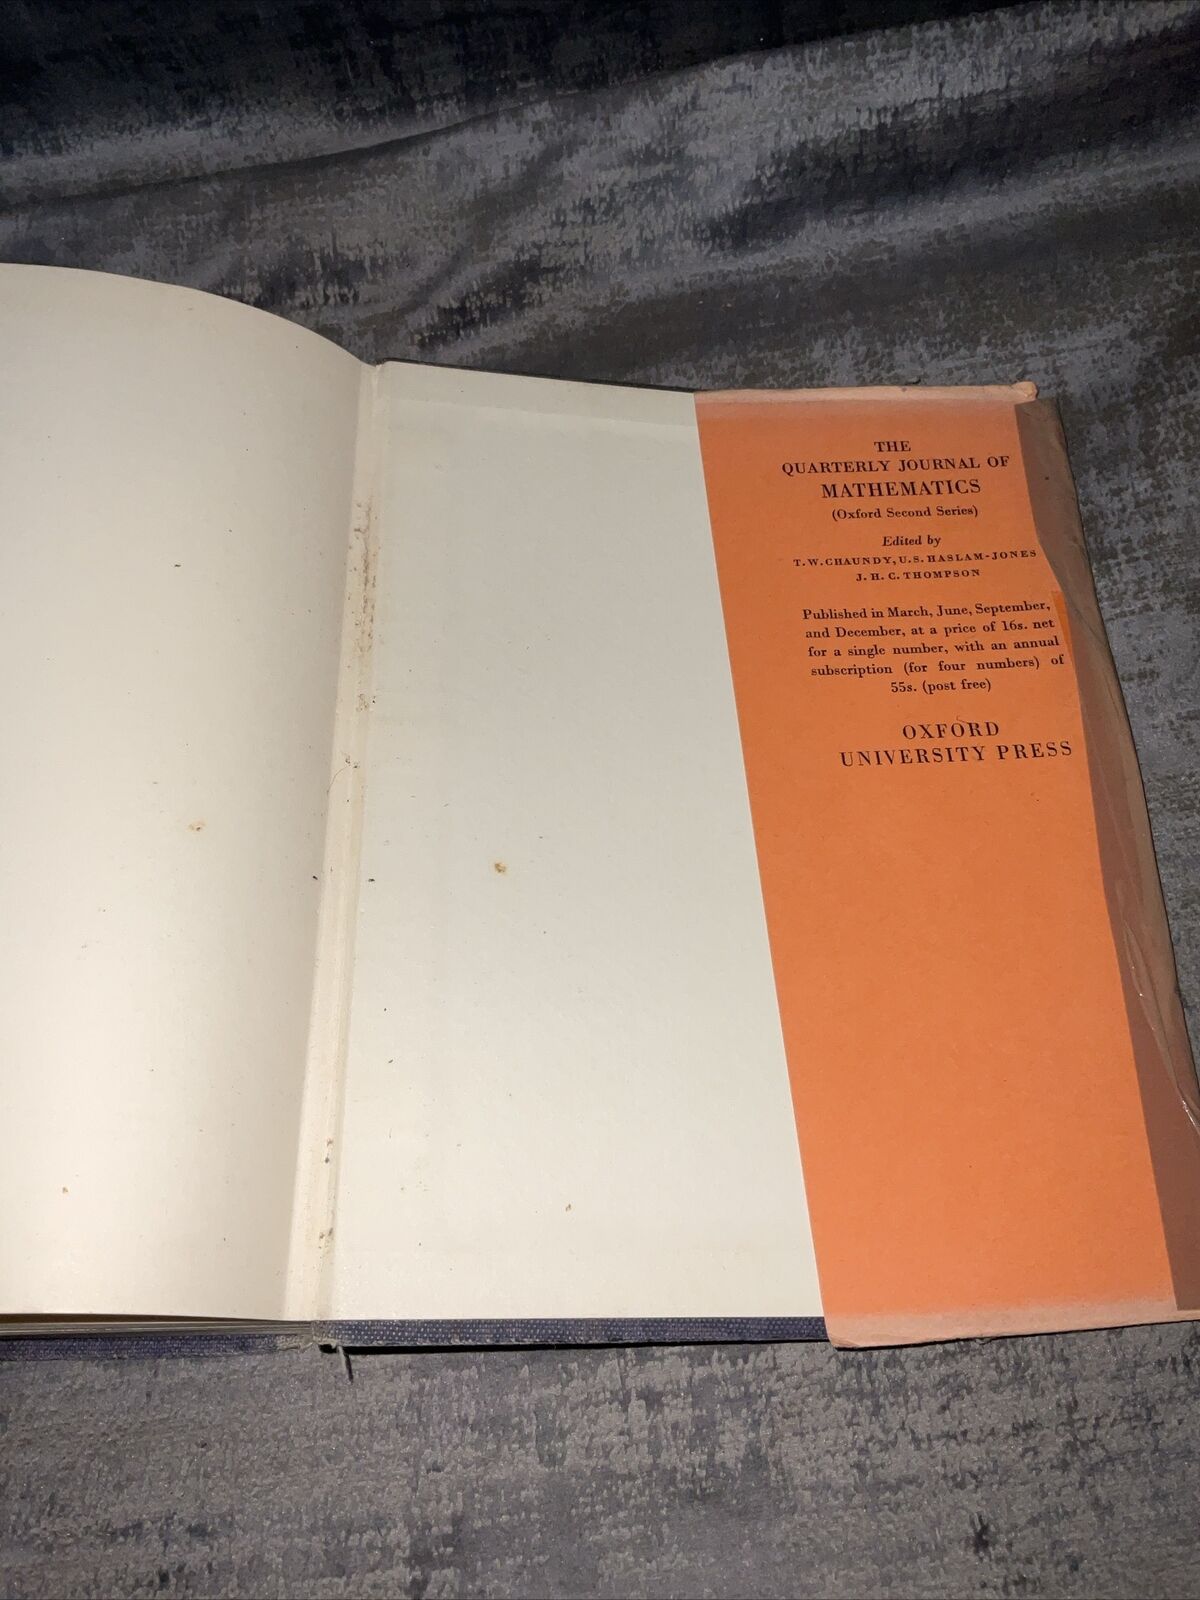 THE
QUARTERLY JOURNAL OF
MATHEMATICS
(Oxford Second Series)
Edited by
T. W. CHAUNDY, U. S. HASLAM-JONES
J. H. C. THOMPSON
Published in March, June, September,
and December, at a price of 16s. net
for a single number, with an annual
subscription (for four numbers) of
55s. (post free)
OXFORD
UNIVERSITY PRESS